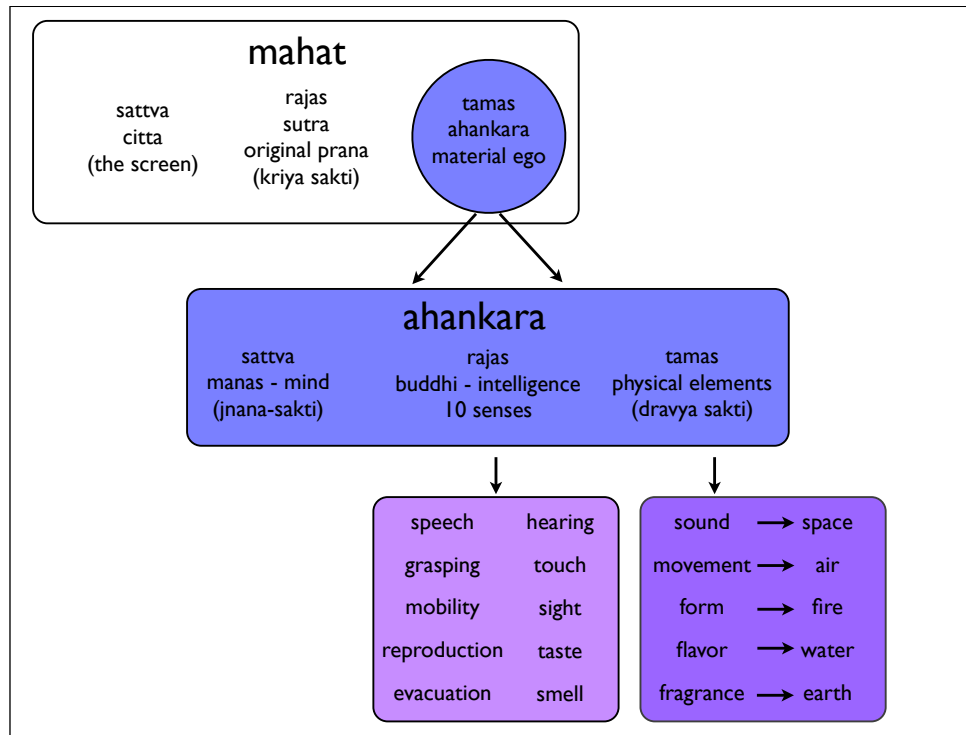 mahat
sattva
citta
(the screen)
rajas
sutra
original prana
(kriya sakti)
tamas
ahankara
material ego
ahankara
sattva
manas - mind
(jnana-sakti)
rajas
buddhi - intelligence
10 senses
tamas
physical elements
(dravya sakti)
speech hearing
grasping touch
mobility sight
reproduction taste
evacuation smell
sound space
movement air
form fire
flavor water
fragrance earth